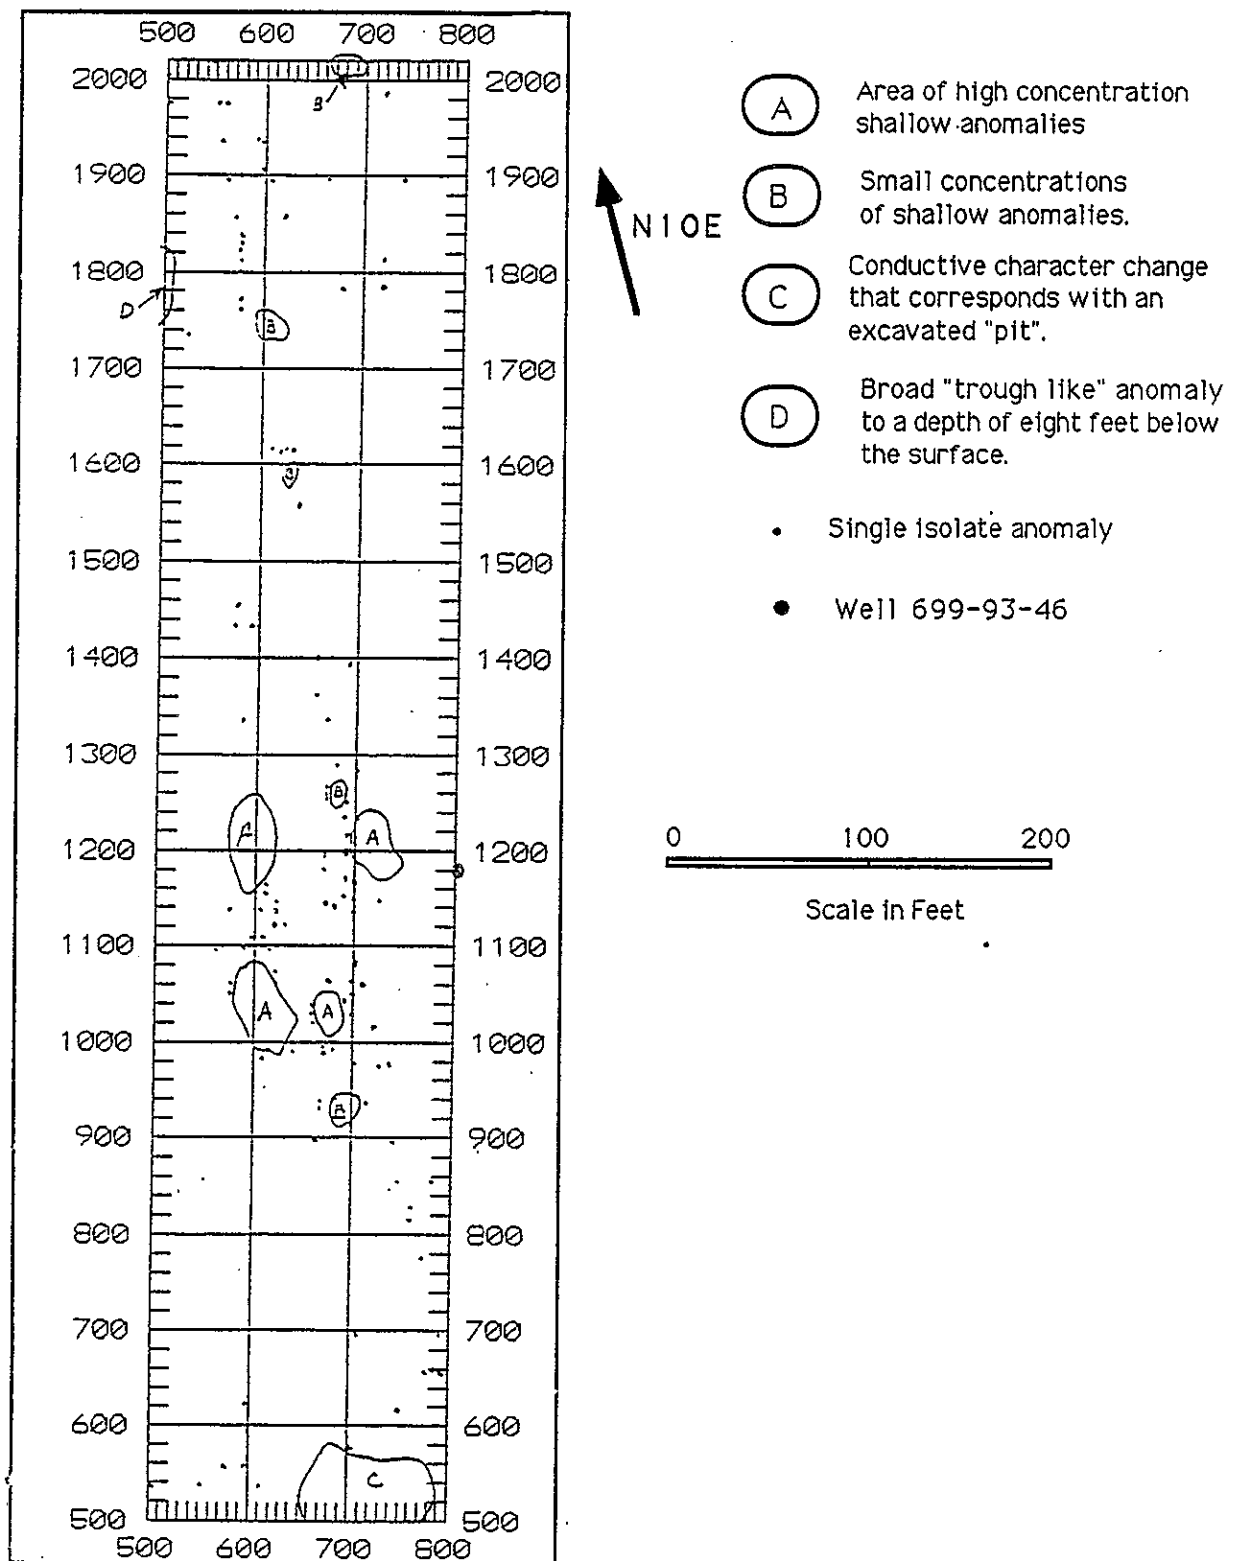 500 600 700 800
2000 2000
B
1900 1900
1800 1800
D
B
1700 1700
1600 1600
B
1500 1500
1400 1400
1300 1300
B
A
1200 1200
1100 1100
A A
1000 1000
900 900
800 800
700 700
600 600
C
500 500
500 600 700 800
N10E
A
Area of high concentration
shallow anomalies
B
Small concentrations
of shallow anomalies.
C
Conductive character change
that corresponds with an
excavated "pit".
D
Broad "trough like" anomaly
to a depth of eight feet below
the surface.
Single isolate anomaly
Well 699-93-46
0 100 200
Scale in Feet